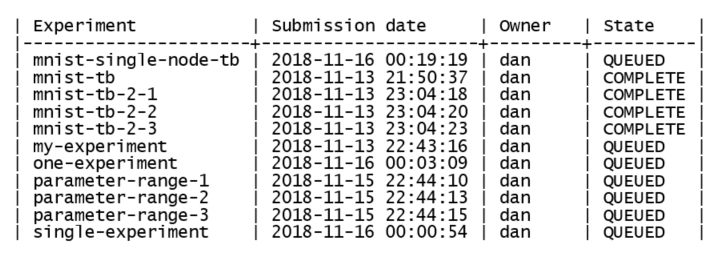 | Experiment | Submission date | Owner | State |
|------------------------+------------------------+---------+----------|
| mnist-single-node-tb | 2018-11-16 00:19:19 | dan | QUEUED |
| mnist-tb | 2018-11-13 21:50:37 | dan | COMPLETE |
| mnist-tb-2-1 | 2018-11-13 23:04:18 | dan | COMPLETE |
| mnist-tb-2-2 | 2018-11-13 23:04:20 | dan | COMPLETE |
| mnist-tb-2-3 | 2018-11-13 23:04:23 | dan | COMPLETE |
| my-experiment | 2018-11-13 22:43:16 | dan | QUEUED |
| one-experiment | 2018-11-16 00:03:09 | dan | QUEUED |
| parameter-range-1 | 2018-11-15 22:44:10 | dan | QUEUED |
| parameter-range-2 | 2018-11-15 22:44:13 | dan | QUEUED |
| parameter-range-3 | 2018-11-15 22:44:15 | dan | QUEUED |
| single-experiment | 2018-11-16 00:00:54 | dan | QUEUED |